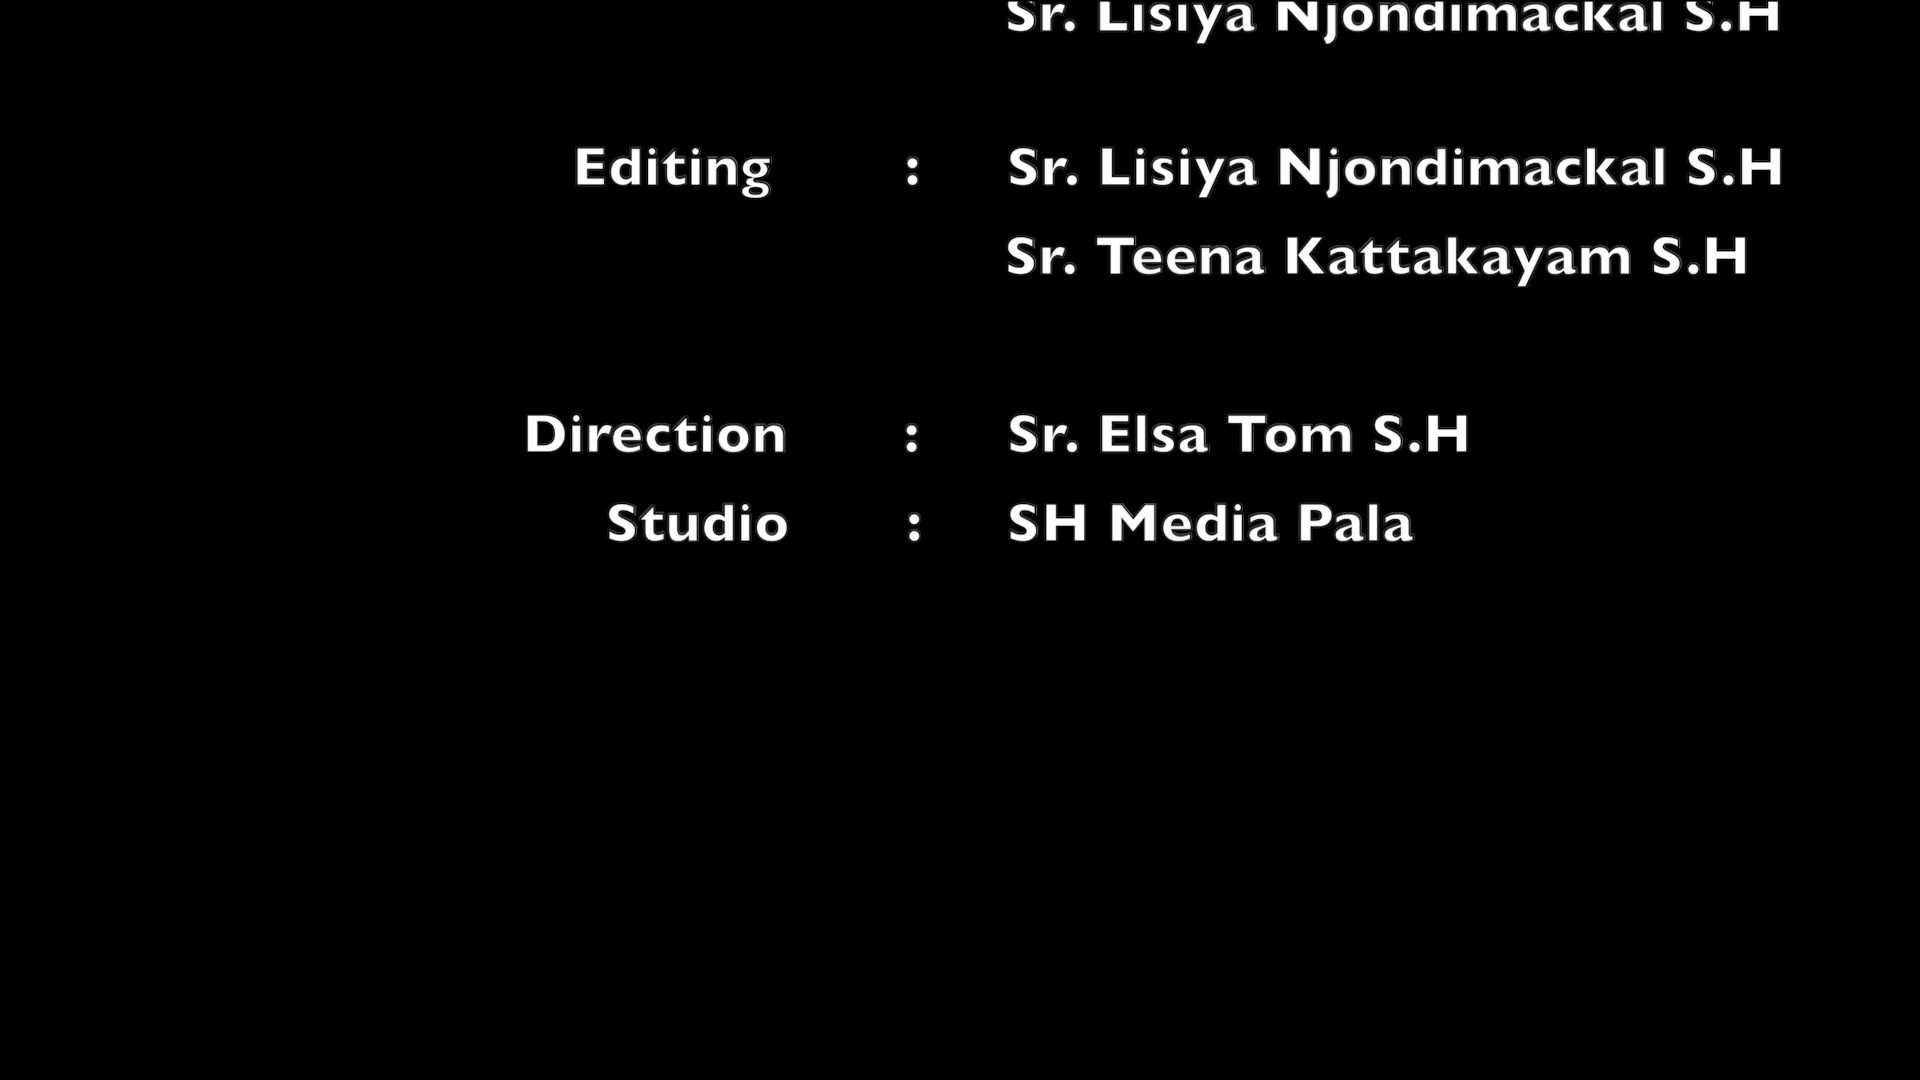 Sr. Lisiya Njondimackal S.H
Editing : Sr. Lisiya Njondimackal S.H
Sr. Teena Kattakayam S.H
Direction : Sr. Elsa Tom S.H
Studio : SH Media Pala